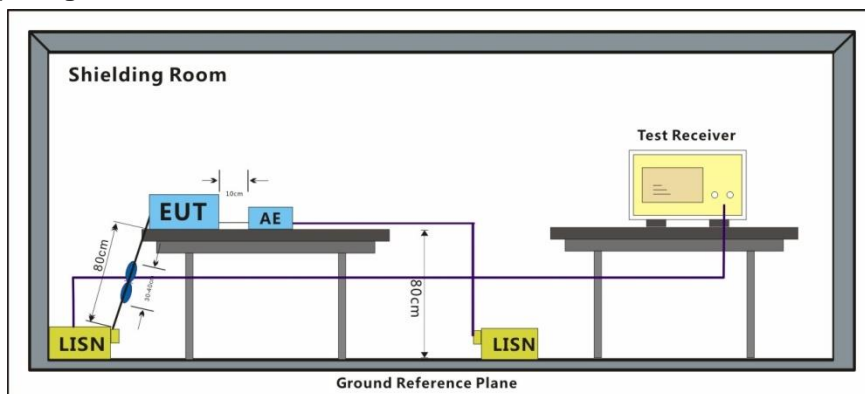 Shielding Room
Test Receiver
10cm
EUT
AE
80cm
30-40cm
80cm
LISN
LISN
Ground Reference Plane